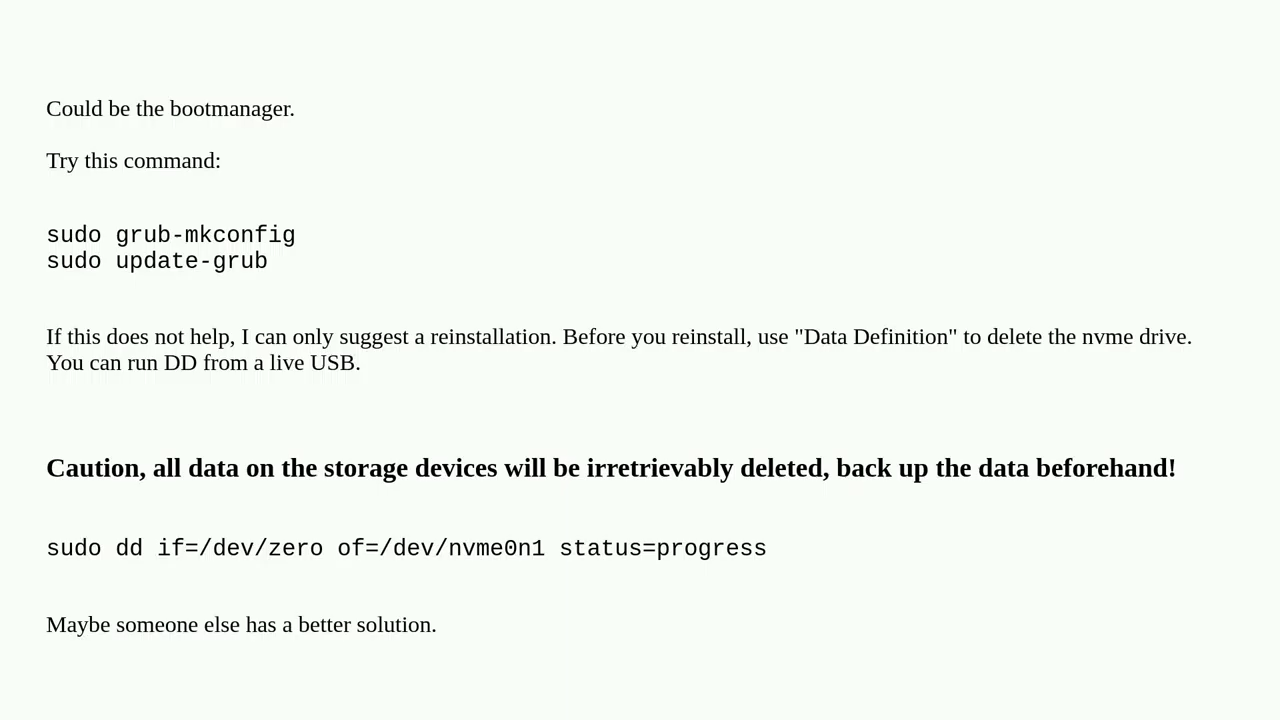 Could be the bootmanager.
Try this command:
sudo grub-mkconfig
sudo update-grub
If this does not help, I can only suggest a reinstallation. Before you reinstall, use "Data Definition" to delete the nvme drive.
You can run DD from a live USB.
Caution, all data on the storage devices will be irretrievably deleted, back up the data beforehand!
sudo dd if=/dev/zero of=/dev/nvme0n1 status=progress
Maybe someone else has a better solution.